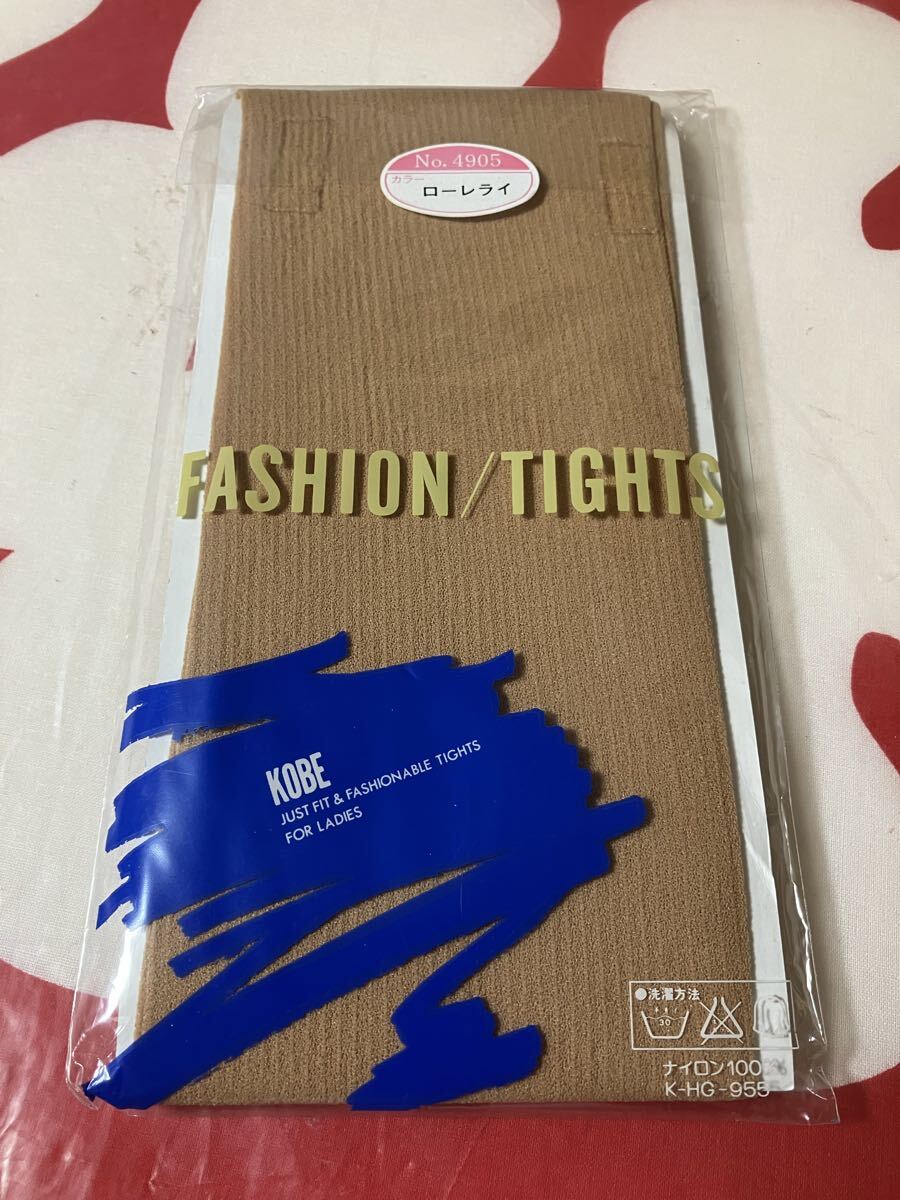 No. 4905
カラー
ローレライ
FASHION/TIGHTS
KOBE
JUST FIT & FASHIONABLE TIGHTS
FOR LADIES
●洗濯方法
30
ナイロン100%
K-HG-9555